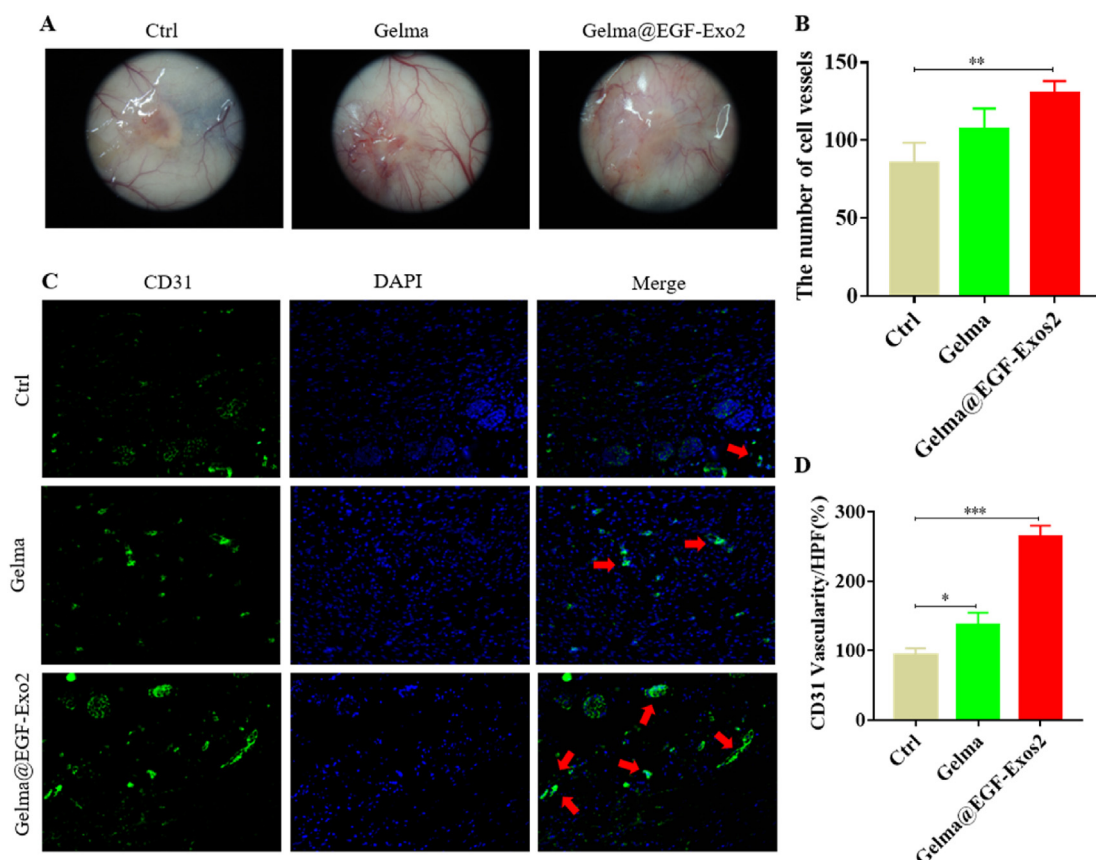 A
Ctrl
Gelma
Gelma@EGF-Exo2
B
The number of cell vessels
150
100
50
0
**
Ctrl
Gelma
Gelma@EGF-Exos2
C
CD31
DAPI
Merge
Ctrl
Gelma
Gelma@EGF-Exo2
D
CD31 Vascularity/HPF(%)
300
200
100
0
***
*
Ctrl
Gelma
Gelma@EGF-Exos2